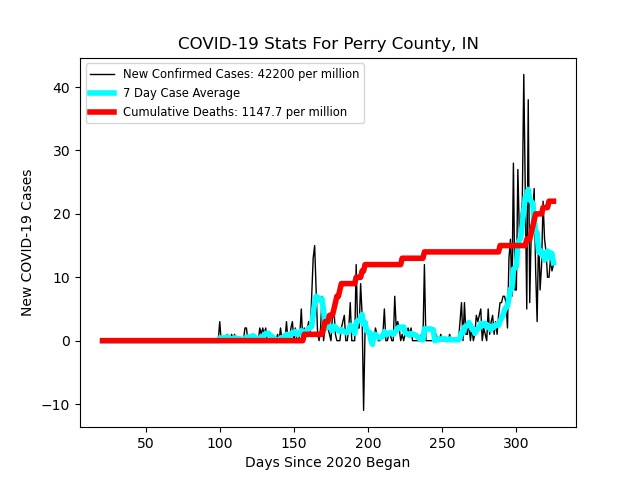 COVID-19 Stats For Perry County, IN
New Confirmed Cases: 42200 per million
7 Day Case Average
Cumulative Deaths: 1147.7 per million
New COVID-19 Cases
40
30
20
10
0
−10
50
100
150
200
250
300
Days Since 2020 Began